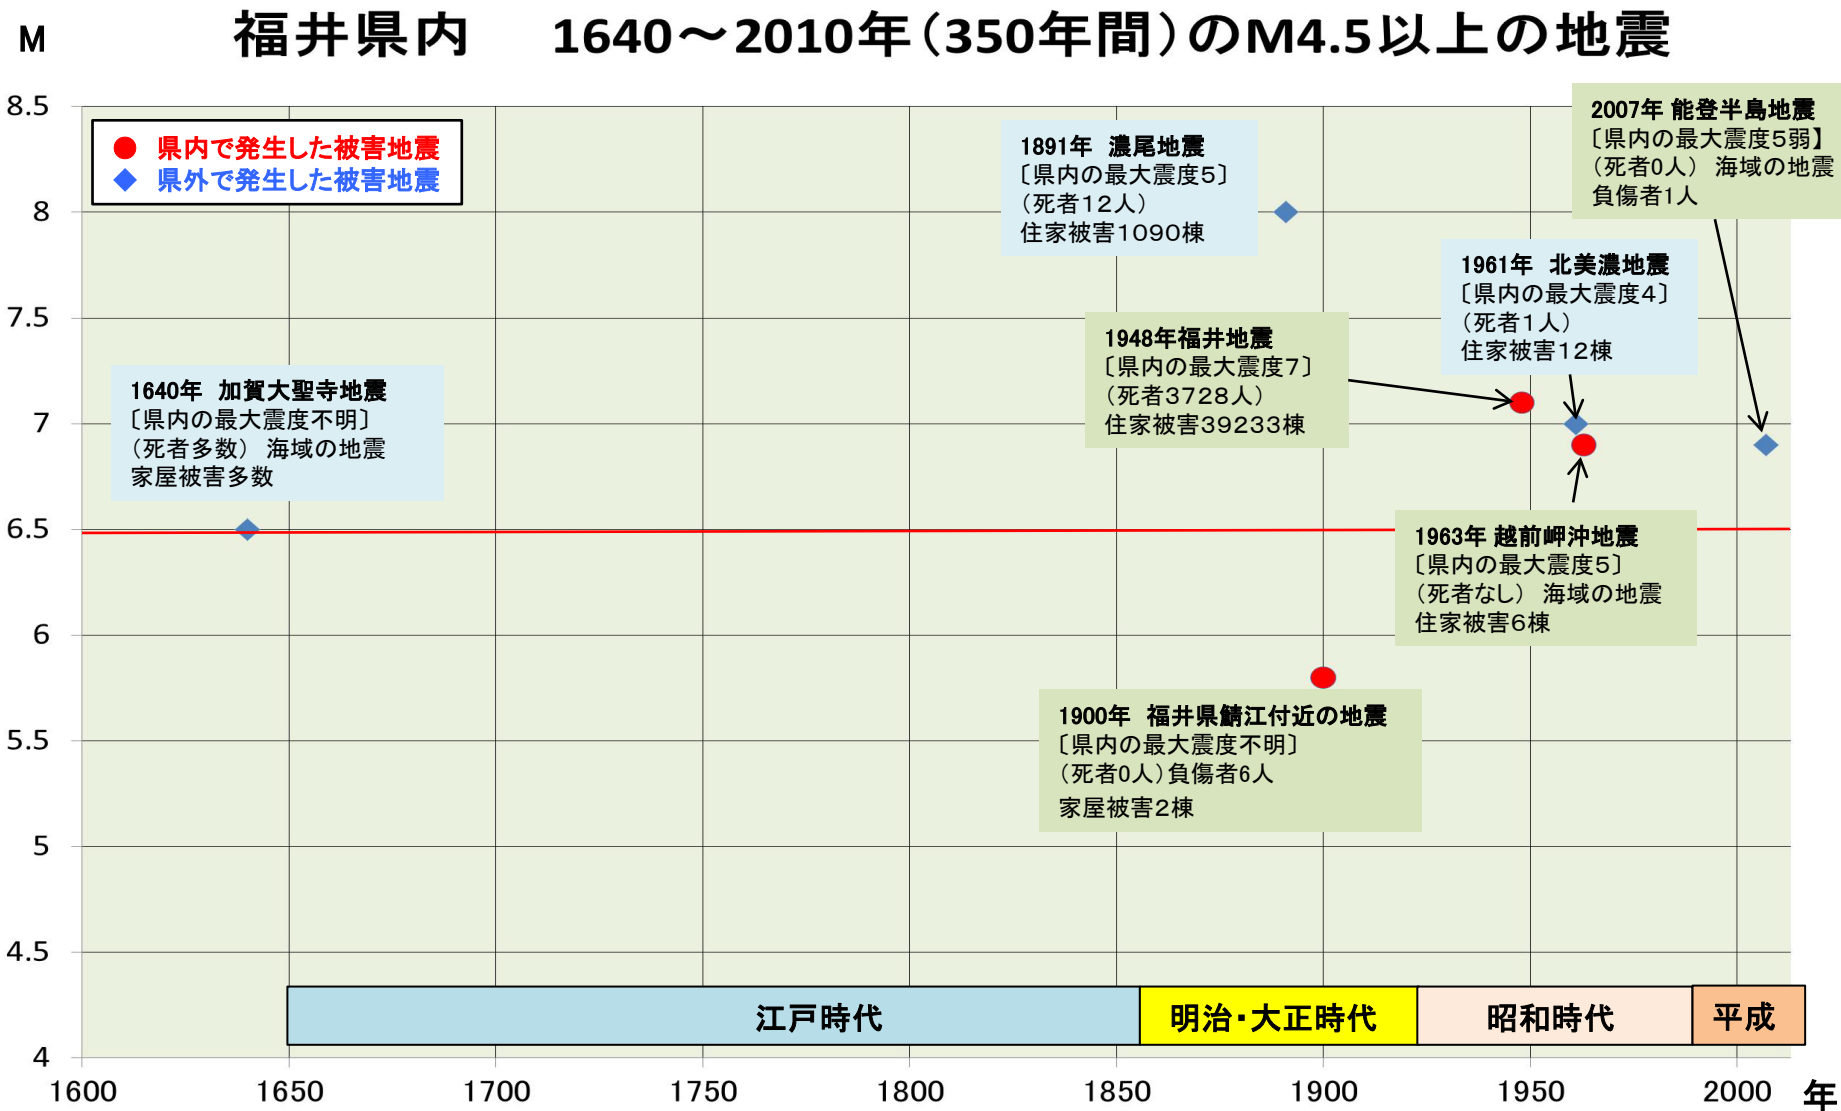 福井県内　1640～2010年（350年間）のM4.5以上の地震
M
8.5
8
7.5
7
6.5
6
5.5
5
4.5
4
県内で発生した被害地震
県外で発生した被害地震
1640年　加賀大聖寺地震
〔県内の最大震度不明〕
（死者多数）　海域の地震
家屋被害多数
1891年　濃尾地震
〔県内の最大震度５〕
（死者１２人）
住家被害１０９０棟
1948年福井地震
〔県内の最大震度７〕
（死者３７２８人）
住家被害３９２３３棟
1961年　北美濃地震
〔県内の最大震度４〕
（死者１人）
住家被害１２棟
2007年 能登半島地震
〔県内の最大震度５弱】
（死者0人）　海域の地震
負傷者１人
1963年 越前岬沖地震
〔県内の最大震度５〕
（死者なし）　海域の地震
住家被害６棟
1900年　福井県鯖江付近の地震
〔県内の最大震度不明〕
（死者0人）負傷者6人
家屋被害２棟
江戸時代
明治・大正時代
昭和時代
平成
1600
1650
1700
1750
1800
1850
1900
1950
2000
年